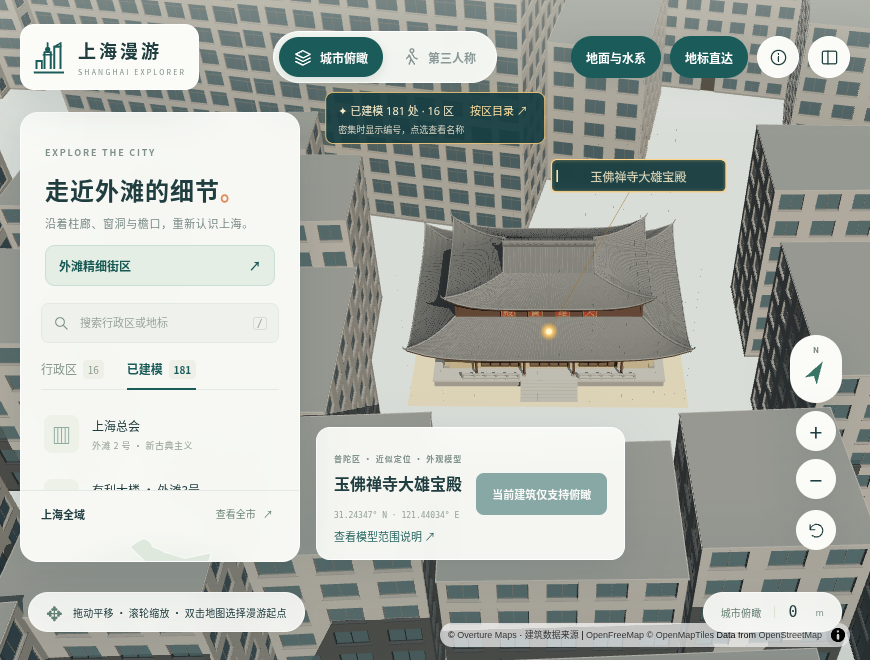 上海漫游
SHANGHAI EXPLORER
城市俯瞰
第三人称
地面与水系
地标直达
✦ 已建模 181 处 · 16 区 按区目录 ↗
密集时显示编号，点选查看名称
玉佛禅寺大雄宝殿
EXPLORE THE CITY
走近外滩的细节。
沿着柱廊、窗洞与檐口，重新认识上海。
外滩精细街区 ↗
搜索行政区或地标 /
行政区 16 已建模 181
上海总会
外滩 2 号 · 新古典主义
有利大楼 · 外滩3号
上海全域 查看全市 ↗
普陀区 · 近似定位 · 外观模型
玉佛禅寺大雄宝殿
当前建筑仅支持俯瞰
31.24347° N · 121.44034° E
查看模型范围说明 ↗
N
+
−
拖动平移 · 滚轮缩放 · 双击地图选择漫游起点
城市俯瞰 0 m
© Overture Maps · 建筑数据来源 | OpenFreeMap © OpenMapTiles Data from OpenStreetMap